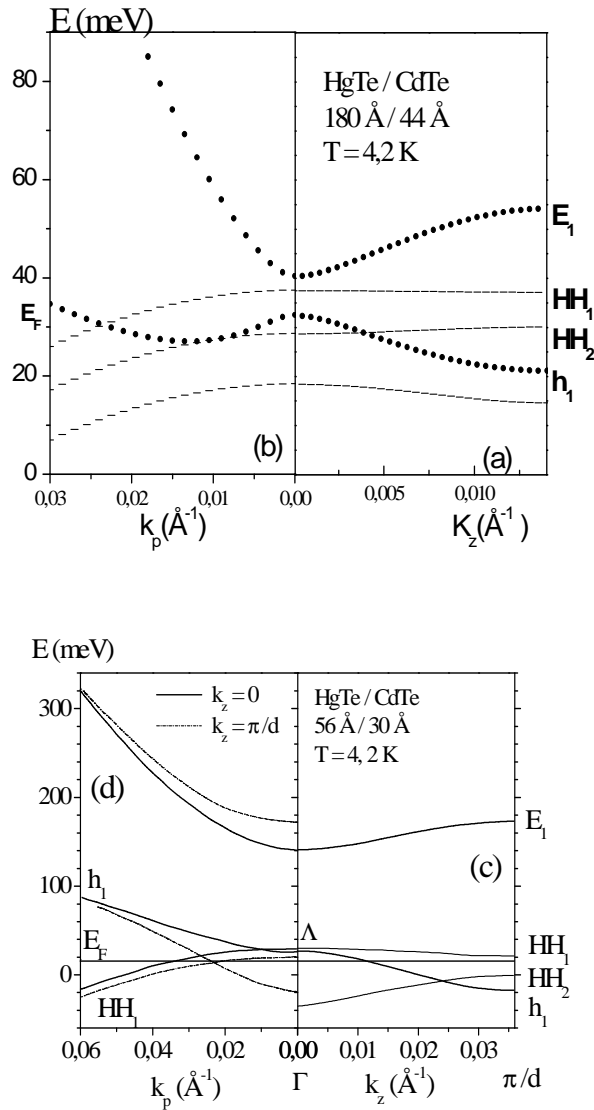 E (meV)
80
60
40
20
0
E_F
HgTe / CdTe
180 Å / 44 Å
T = 4,2 K
E_1
HH_1
HH_2
h_1
(b)
(a)
0,03 0,02 0,01 0,00 0,005 0,010
k_p(Å^-1) K_z(Å^-1)
E (meV)
300
200
100
0
k_z = 0
k_z = π/d
HgTe / CdTe
56 Å / 30 Å
T = 4, 2 K
(d)
E_1
(c)
h_1
E_F
Λ
HH_1
HH_2
HH_1
h_1
0,06 0,04 0,02 0,00 0,01 0,02 0,03
k_p (Å^-1) Γ k_z (Å^-1) π/d